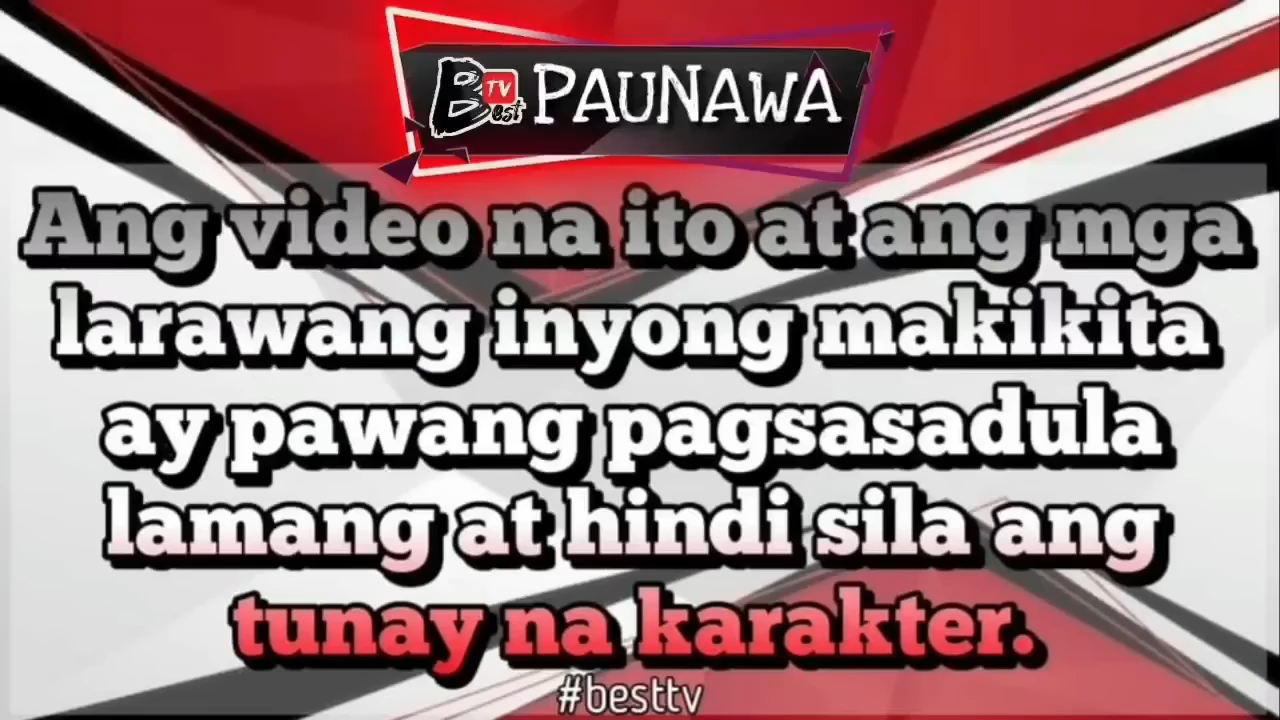 B TV est PAUNAWA
Ang video na ito at ang mga
larawang inyong makikita
ay pawang pagsasadula
lamang at hindi sila ang
tunay na karakter.
#besttv